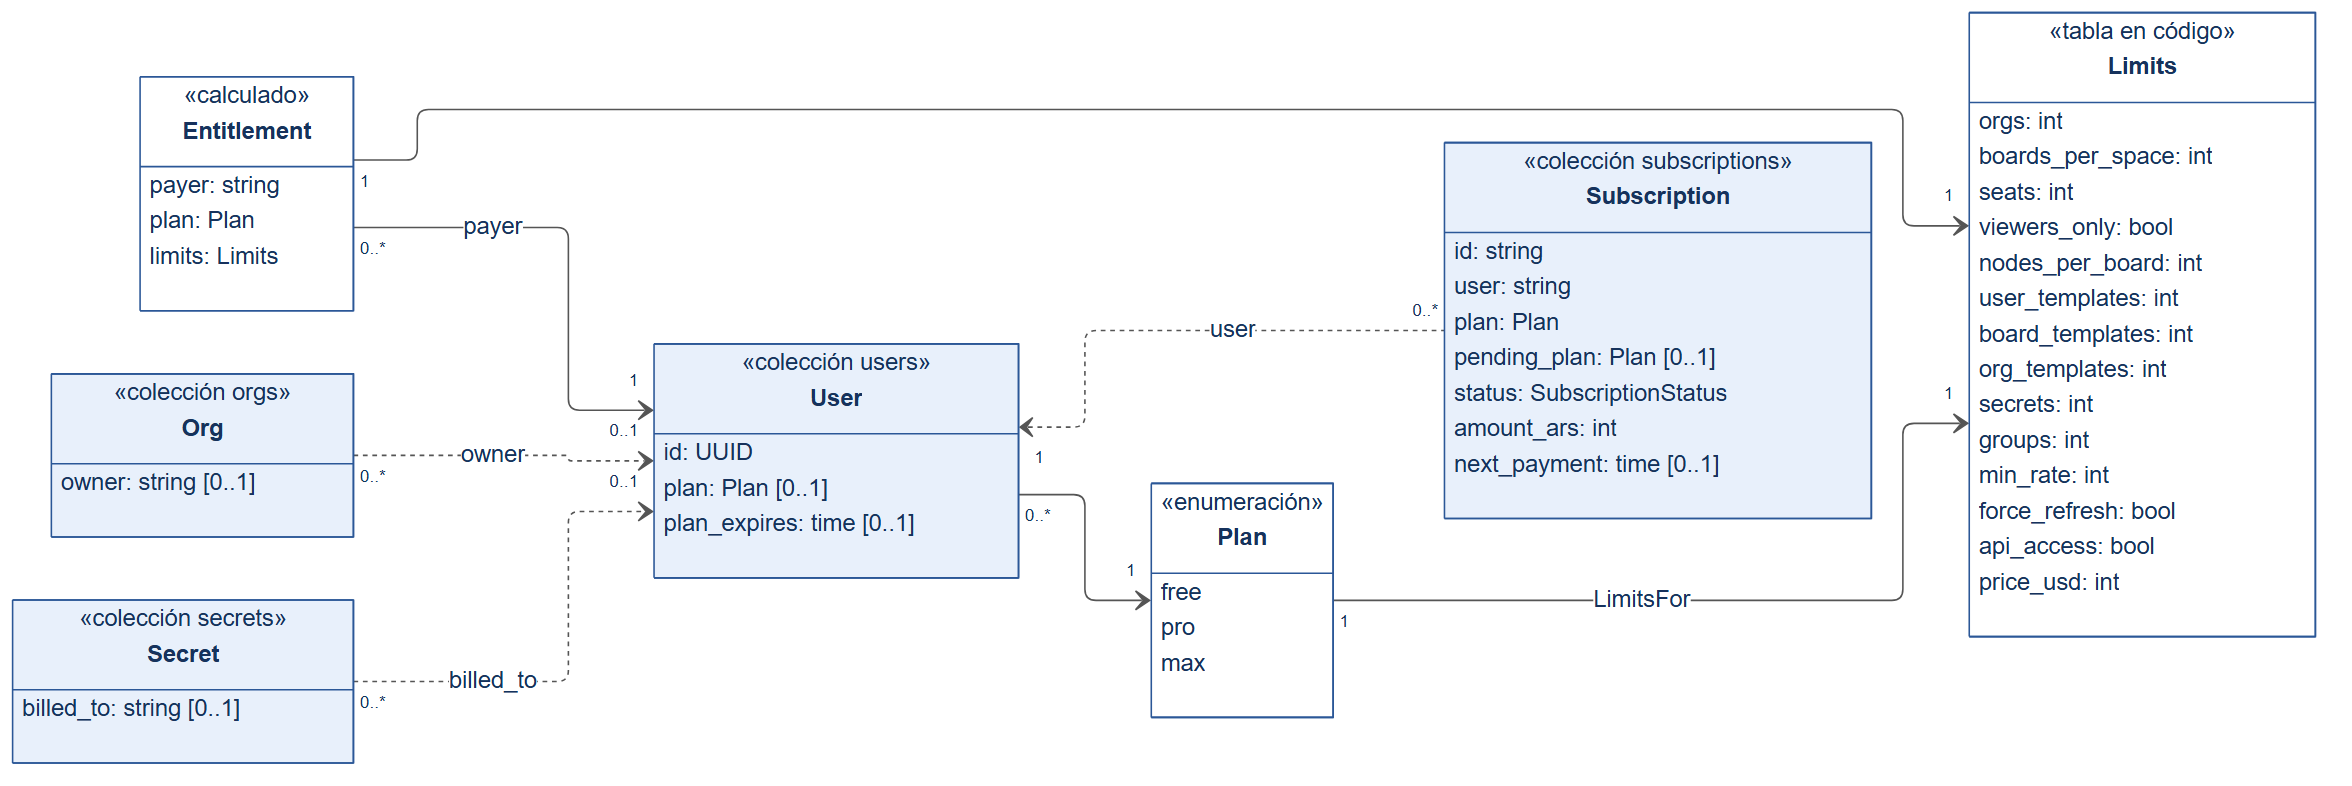 «calculado»
Entitlement
payer: string
plan: Plan
limits: Limits
1
0..*
payer
1
«colección orgs»
Org
owner: string [0..1]
0..*
owner
0..1
«colección secrets»
Secret
billed_to: string [0..1]
0..*
billed_to
0..1
«colección users»
User
id: UUID
plan: Plan [0..1]
plan_expires: time [0..1]
1
0..*
user
0..*
«colección subscriptions»
Subscription
id: string
user: string
plan: Plan
pending_plan: Plan [0..1]
status: SubscriptionStatus
amount_ars: int
next_payment: time [0..1]
1
«enumeración»
Plan
free
pro
max
1
LimitsFor
1
1
«tabla en código»
Limits
orgs: int
boards_per_space: int
seats: int
viewers_only: bool
nodes_per_board: int
user_templates: int
board_templates: int
org_templates: int
secrets: int
groups: int
min_rate: int
force_refresh: bool
api_access: bool
price_usd: int